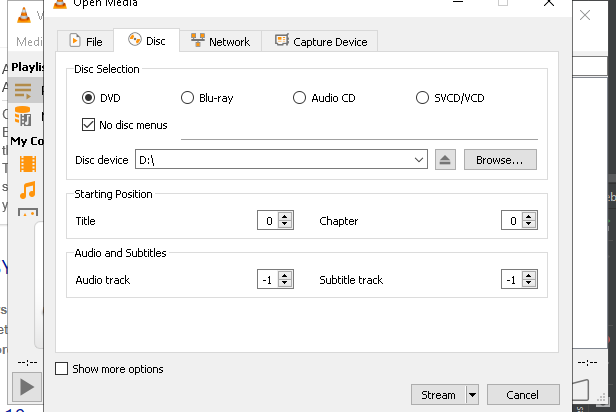 Open Media
Medi
File
Disc
Network
Capture Device
Playlis
Disc Selection
DVD
Blu-ray
Audio CD
SVCD/VCD
No disc menus
My Co
Disc device
D:\
Browse...
Starting Position
Title
0
Chapter
0
Audio and Subtitles
Audio track
-1
Subtitle track
-1
--:--
Show more options
--:--
Stream
Cancel